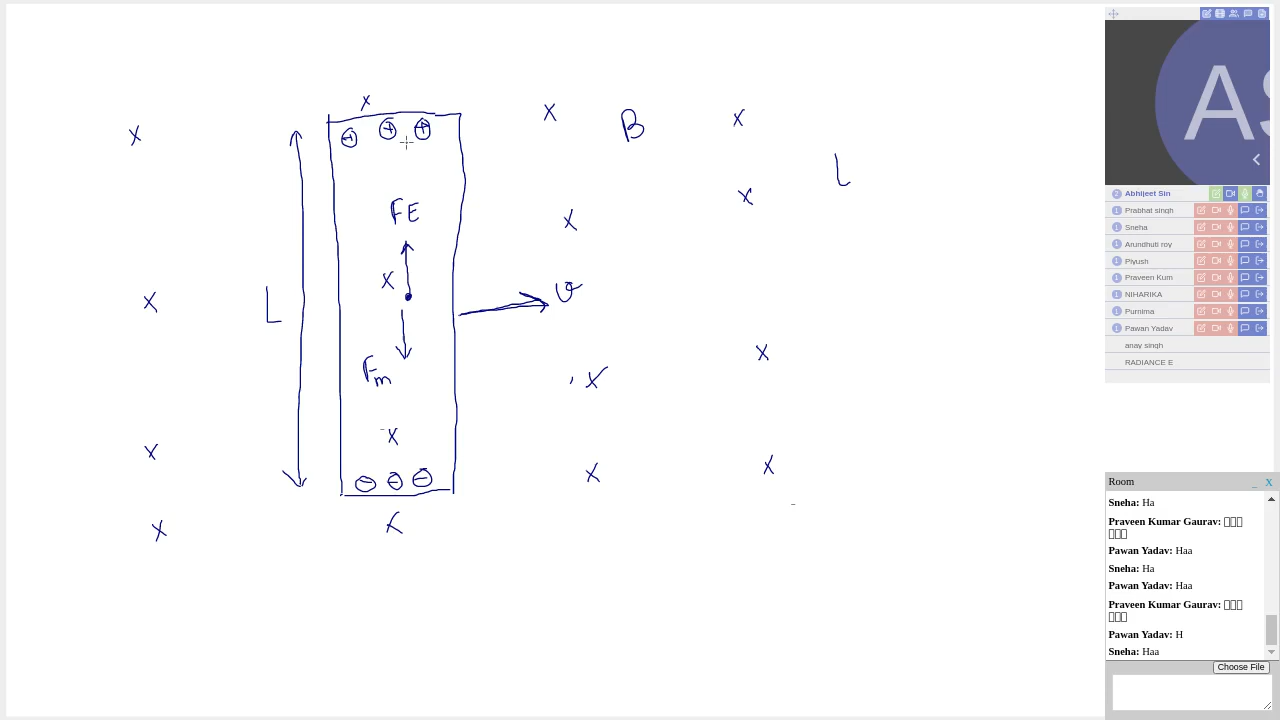 x
x
x
B
x
+ + +
L
x
FE
x
x
x
v
L
x
Fm
x
x
x
x
x
x
- - -
x
x
AS
Abhijeet Sin
Prabhat singh
Sneha
Arundhuti roy
Piyush
Praveen Kum
NIHARIKA
Purnima
Pawan Yadav
anay singh
RADIANCE E
Room _ X
Sneha: Ha
Praveen Kumar Gaurav: □□□
□□□
Pawan Yadav: Haa
Sneha: Ha
Pawan Yadav: Haa
Praveen Kumar Gaurav: □□□
□□□
Pawan Yadav: H
Sneha: Haa
Choose File